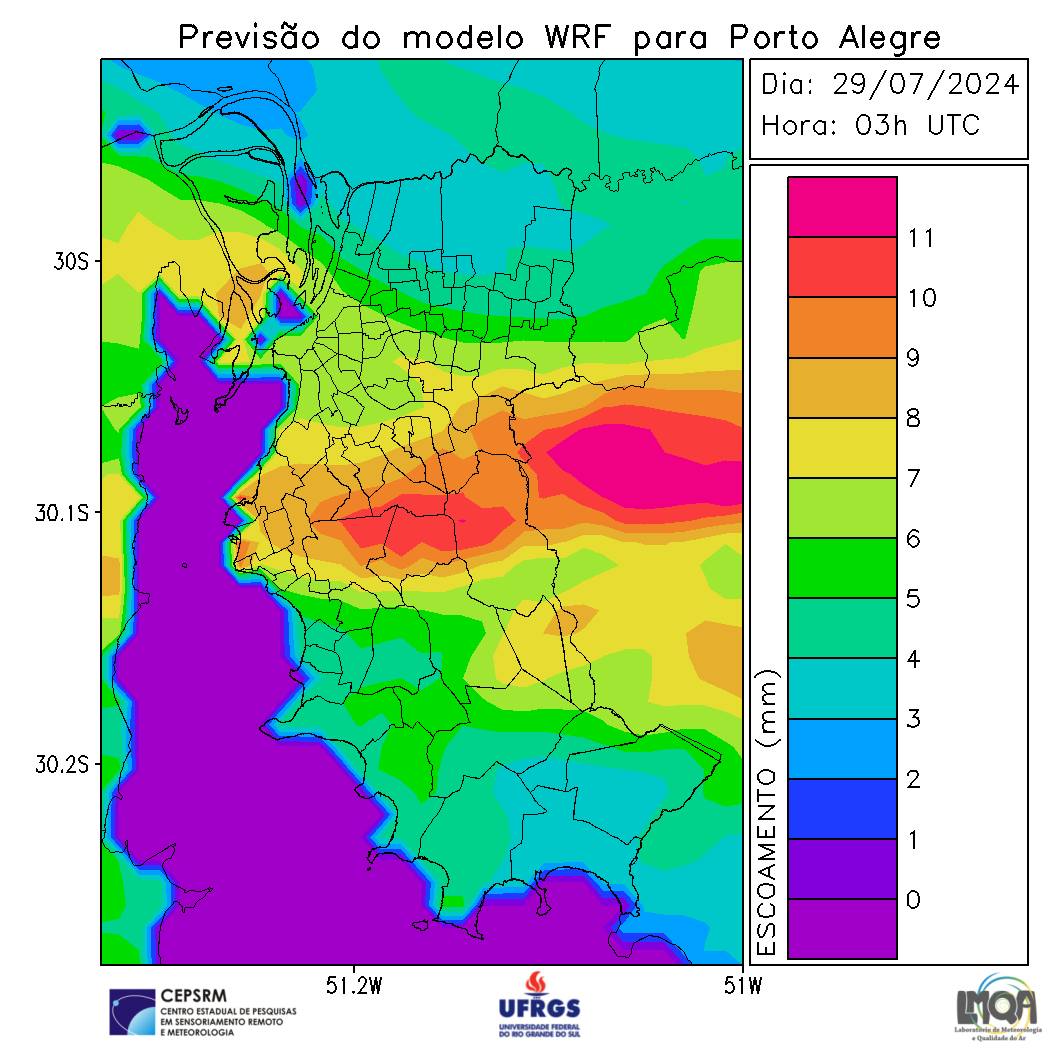 Previsão do modelo WRF para Porto Alegre
Dia: 29/07/2024
Hora: 03h UTC
30S
30.1S
30.2S
51.2W
51W
11
10
9
8
7
6
5
4
3
2
1
0
ESCOAMENTO (mm)
CEPSRM
CENTRO ESTADUAL DE PESQUISAS
EM SENSORIAMENTO REMOTO
E METEOROLOGIA
UFRGS
UNIVERSIDADE FEDERAL
DO RIO GRANDE DO SUL
LMQA
Laboratório de Meteorologia
e Qualidade do Ar